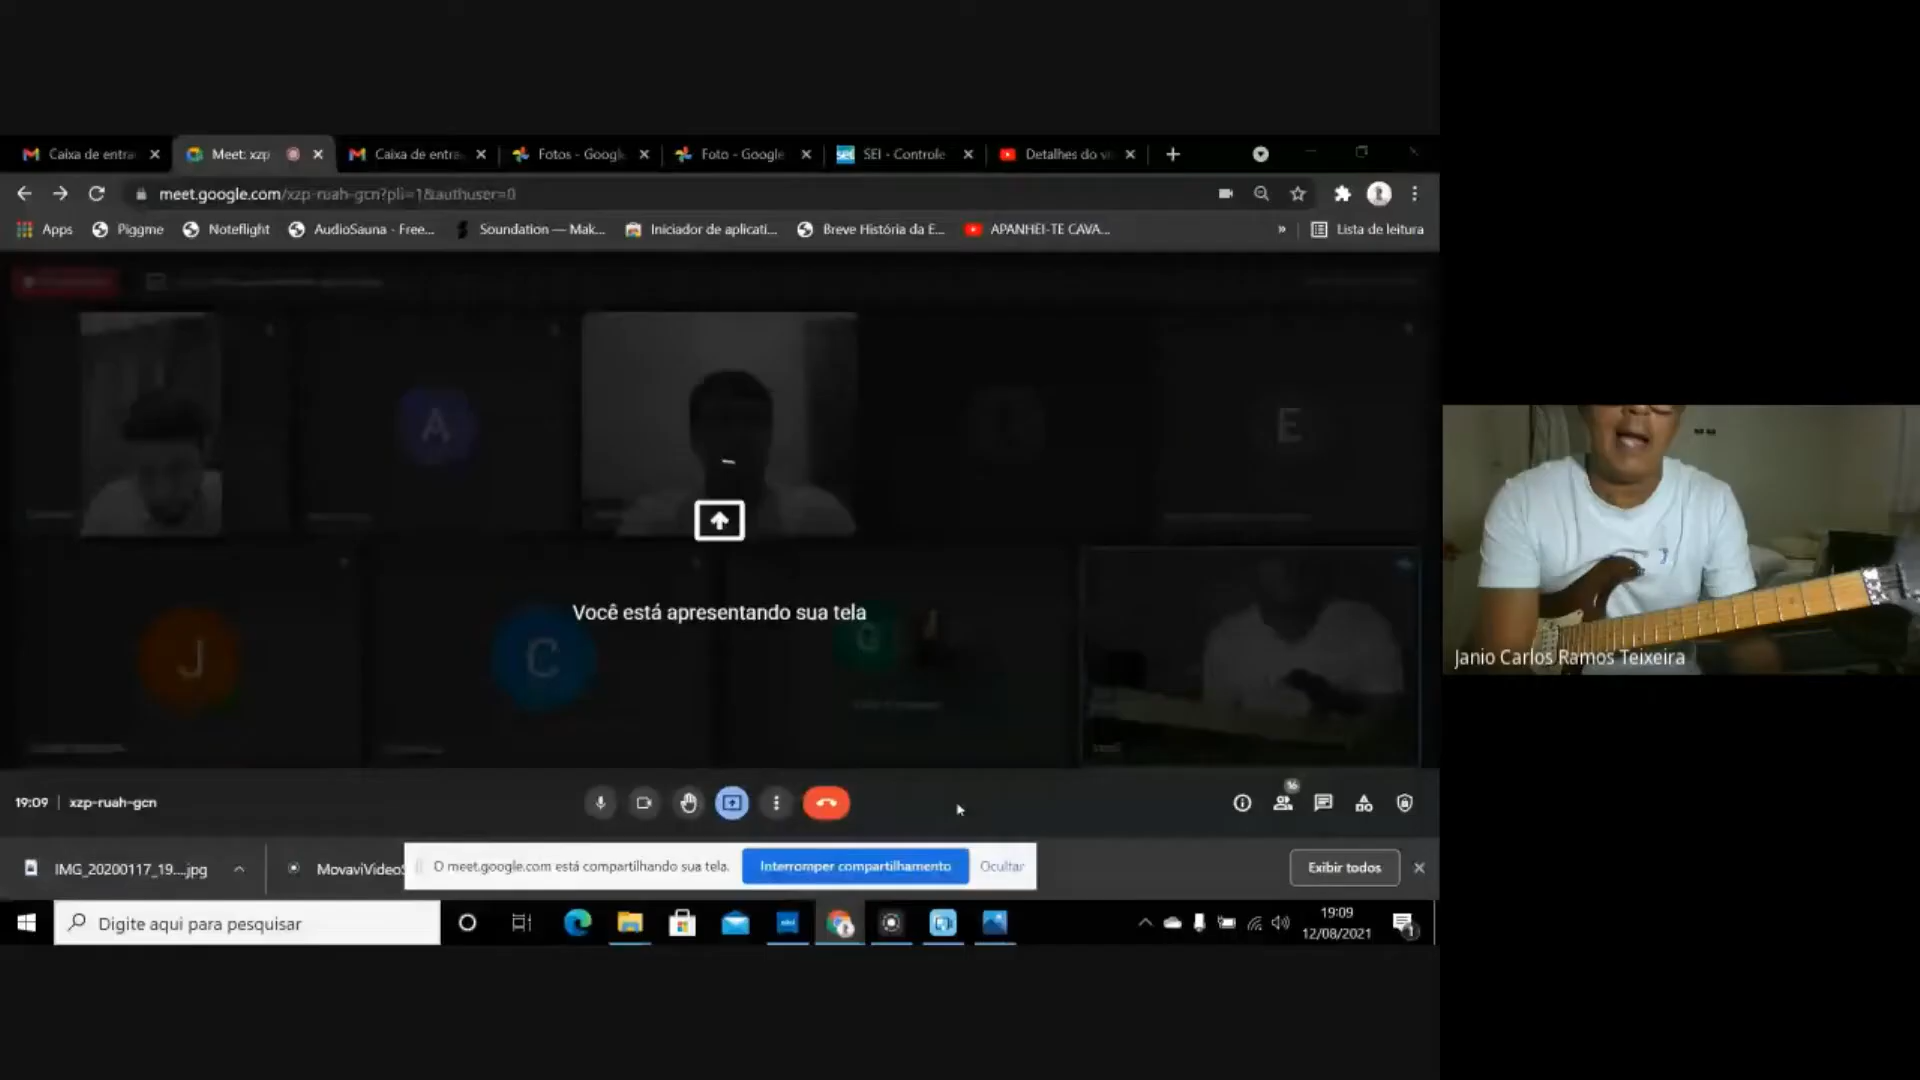 Caixa de entra
Meet: xzp
Caixa de entra
Fotos - Googl
Foto - Google
sei
SEI - Controle
Detalhes do v
meet.google.com/xzp-ruah-gcn?pli=1&authuser=0
Apps
Piggme
Noteflight
AudioSauna - Free...
Soundation — Mak...
Iniciador de aplicati...
Breve História da E...
APANHEI-TE CAVA...
»
Lista de leitura
A
E
Você está apresentando sua tela
J
C
G
Janio Carlos Ramos Teixeira
19:09 | xzp-ruah-gcn
16
IMG_20200117_19....jpg
MovaviVideo
O meet.google.com está compartilhando sua tela.
Interromper compartilhamento
Ocultar
Exibir todos
Digite aqui para pesquisar
19:09
12/08/2021
1